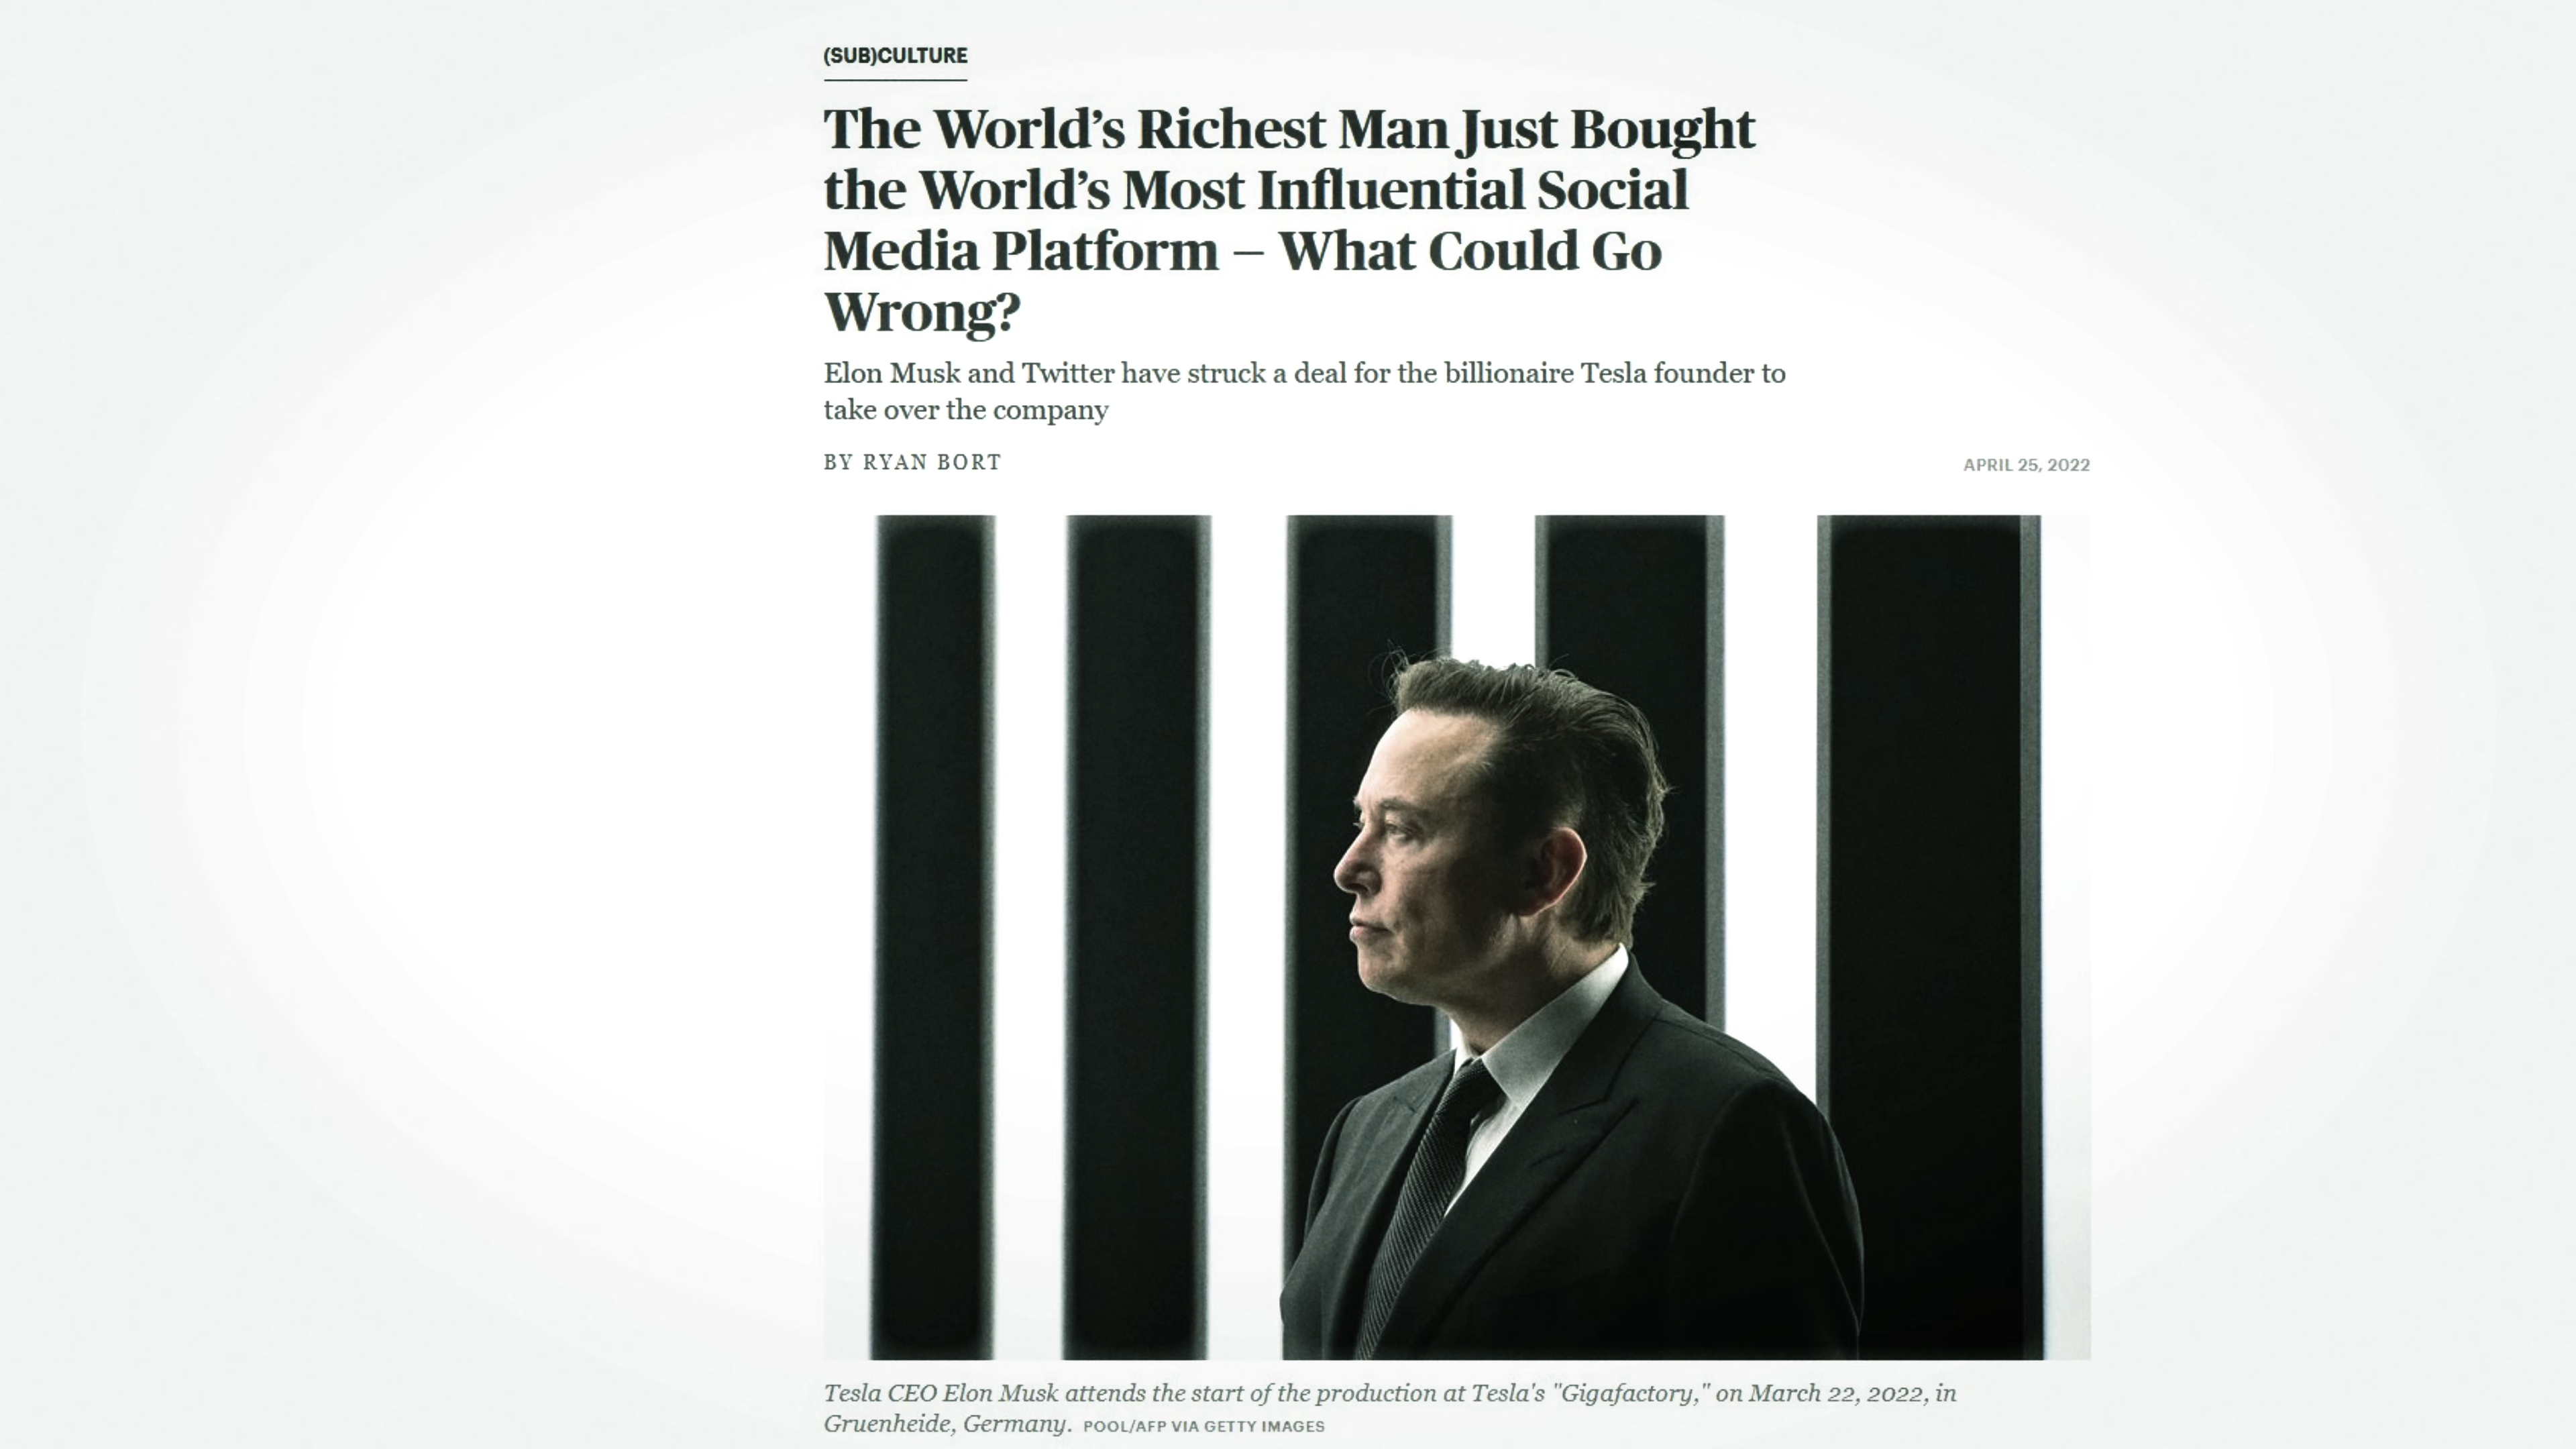 (SUB)CULTURE
The World’s Richest Man Just Bought
the World’s Most Influential Social
Media Platform — What Could Go
Wrong?
Elon Musk and Twitter have struck a deal for the billionaire Tesla founder to
take over the company
BY RYAN BORT
APRIL 25, 2022
Tesla CEO Elon Musk attends the start of the production at Tesla's "Gigafactory," on March 22, 2022, in
Gruenheide, Germany. POOL/AFP VIA GETTY IMAGES